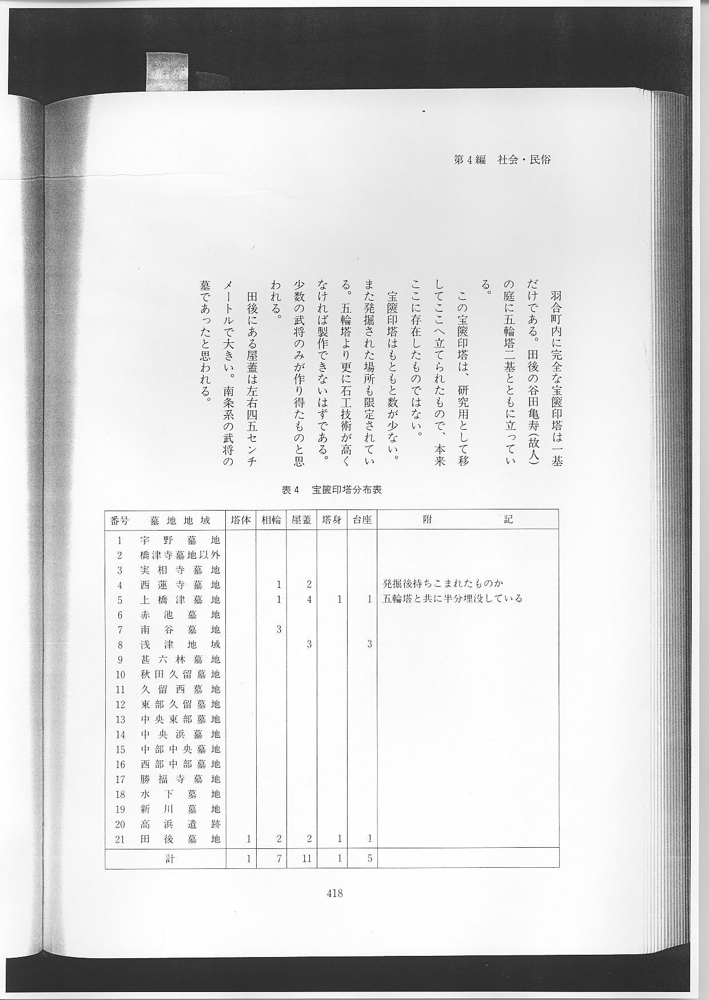 第4編　社会・民俗
羽合町内に完全な宝篋印塔は一基
だけである。田後の谷田亀寿(故人)
の庭に五輪塔二基とともに立ってい
る。
この宝篋印塔は、研究用として移
してここへ立てられたもので、本来
ここに存在したものではない。
宝篋印塔はもともと数が少ない。
また発掘された場所も限定されてい
る。五輪塔より更に石工技術が高く
なければ製作できないはずである。
少数の武将のみが作り得たものと思
われる。
田後にある屋蓋は左右四五センチ
メートルで大きい。南条系の武将の
墓であったと思われる。
表4　宝篋印塔分布表
番号　墓地地域　塔体　相輪　屋蓋　塔身　台座　附記
1　宇野墓地
2　橋津寺墓地以外
3　実相寺墓地
4　西蓮寺墓地　1　2　発掘後持ちこまれたものか
5　上橋津墓地　1　4　1　1　五輪塔と共に半分埋没している
6　赤池墓地
7　南谷墓地　3
8　浅津地域　3　3
9　甚六林墓地
10　秋田久留墓地
11　久留西墓地
12　東部久留墓地
13　中央東部墓地
14　中央浜墓地
15　中部中央墓地
16　西部中部墓地
17　勝福寺墓地
18　水下墓地
19　新川墓地
20　高浜遺跡
21　田後墓地　1　2　2　1　1
計　1　7　11　1　5
418